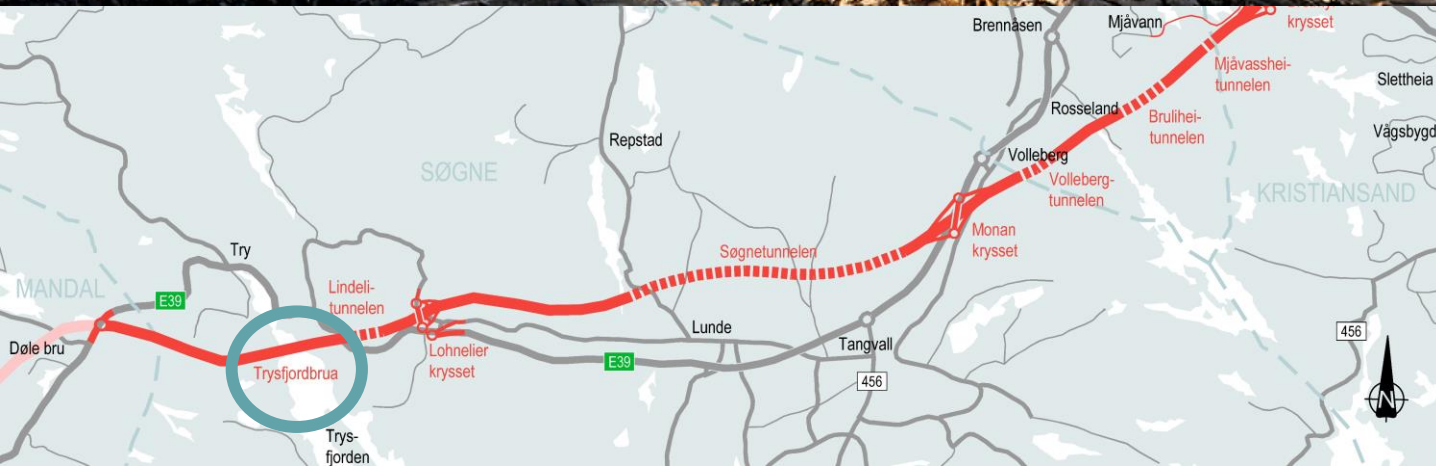 Brennåsen
Mjåvann
krysset
Mjåvasshei-
tunnelen
Slettheia
Rosseland
Brulihei-
tunnelen
Vågsbygd
Repstad
Volleberg
SØGNE
Volleberg-
tunnelen
KRISTIANSAND
Monan
krysset
Søgnetunnelen
Try
MANDAL
Lindeli-
tunnelen
E39
Døle bru
Lunde
Tangvall
456
Trysfjordbrua
Lohnelier
krysset
E39
456
N
Trys-
fjorden